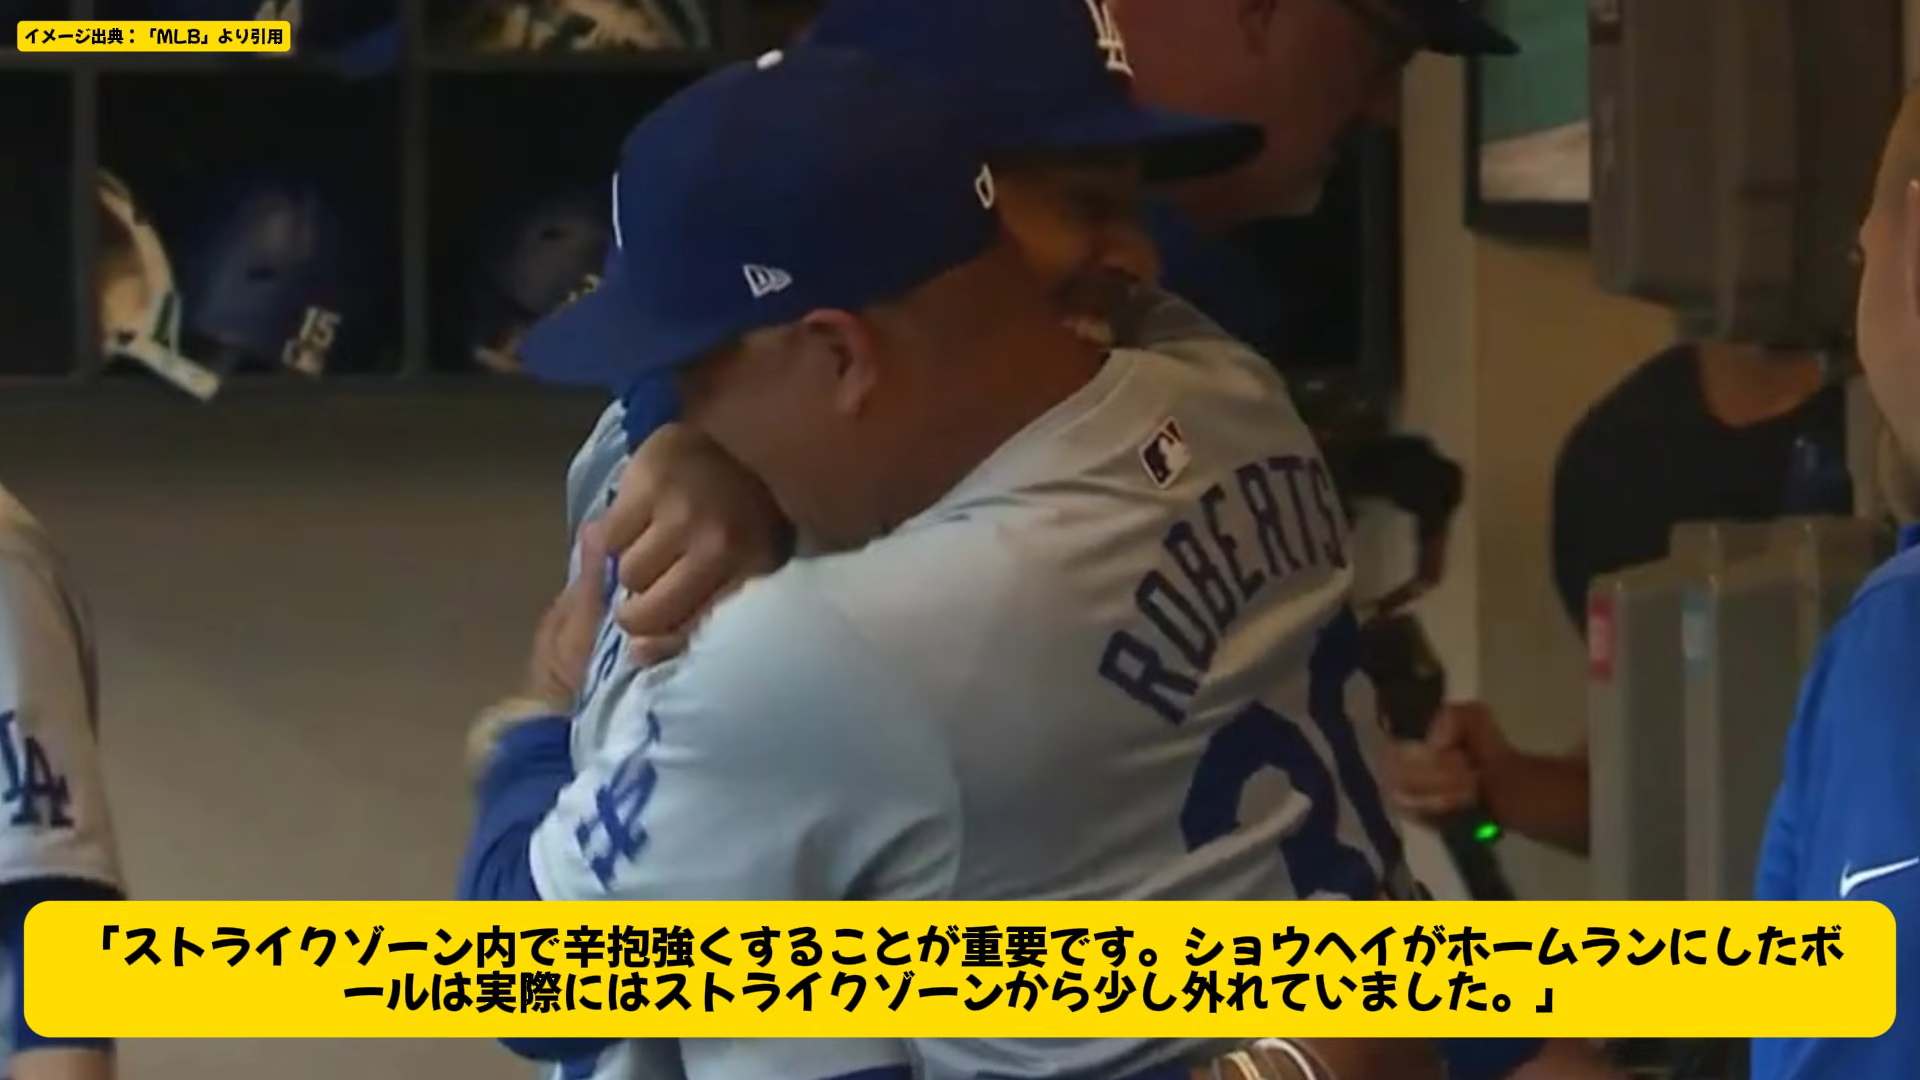 イメージ出典：「MLB」より引用
15
LA
ROBERTS
LA
「ストライクゾーン内で辛抱強くすることが重要です。ショウヘイがホームランにしたボ
ールは実際にはストライクゾーンから少し外れていました。」